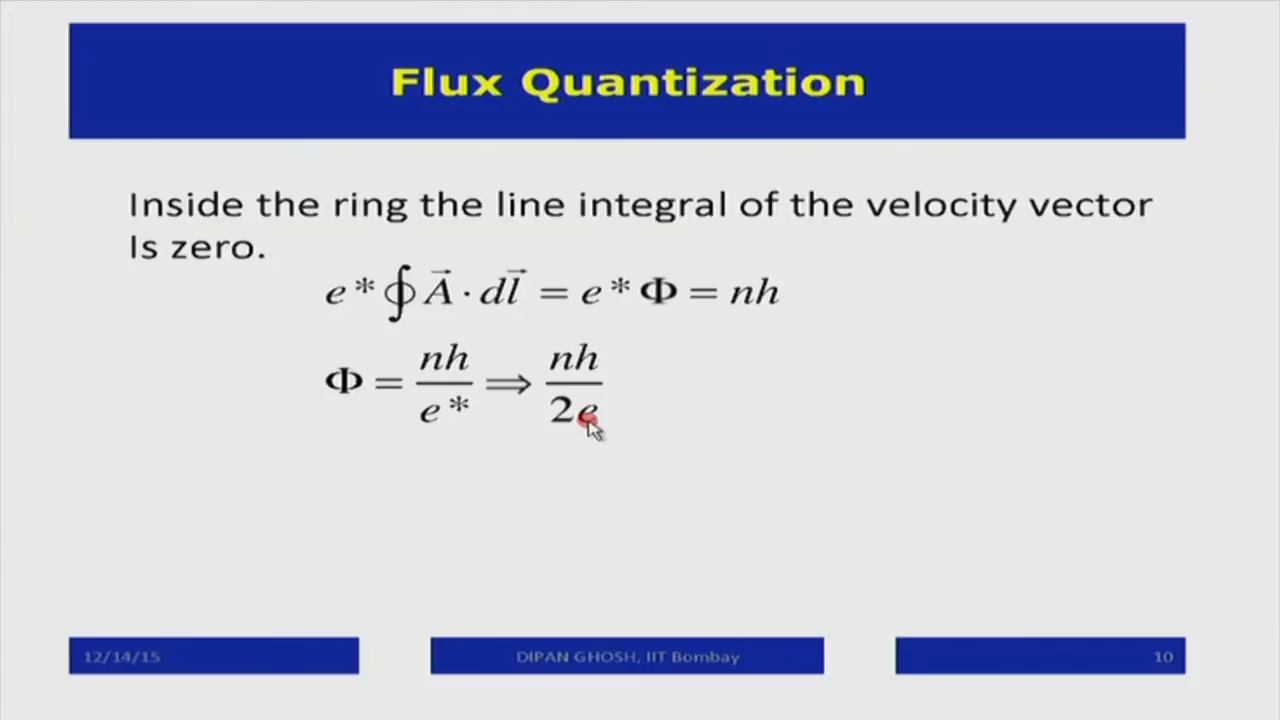 Flux Quantization
Inside the ring the line integral of the velocity vector
Is zero.
e* ∮ A⃗ · dl⃗ = e*Φ = nh
Φ = nh/e* ⇒ nh/2e
12/14/15
DIPAN GHOSH, IIT Bombay
10